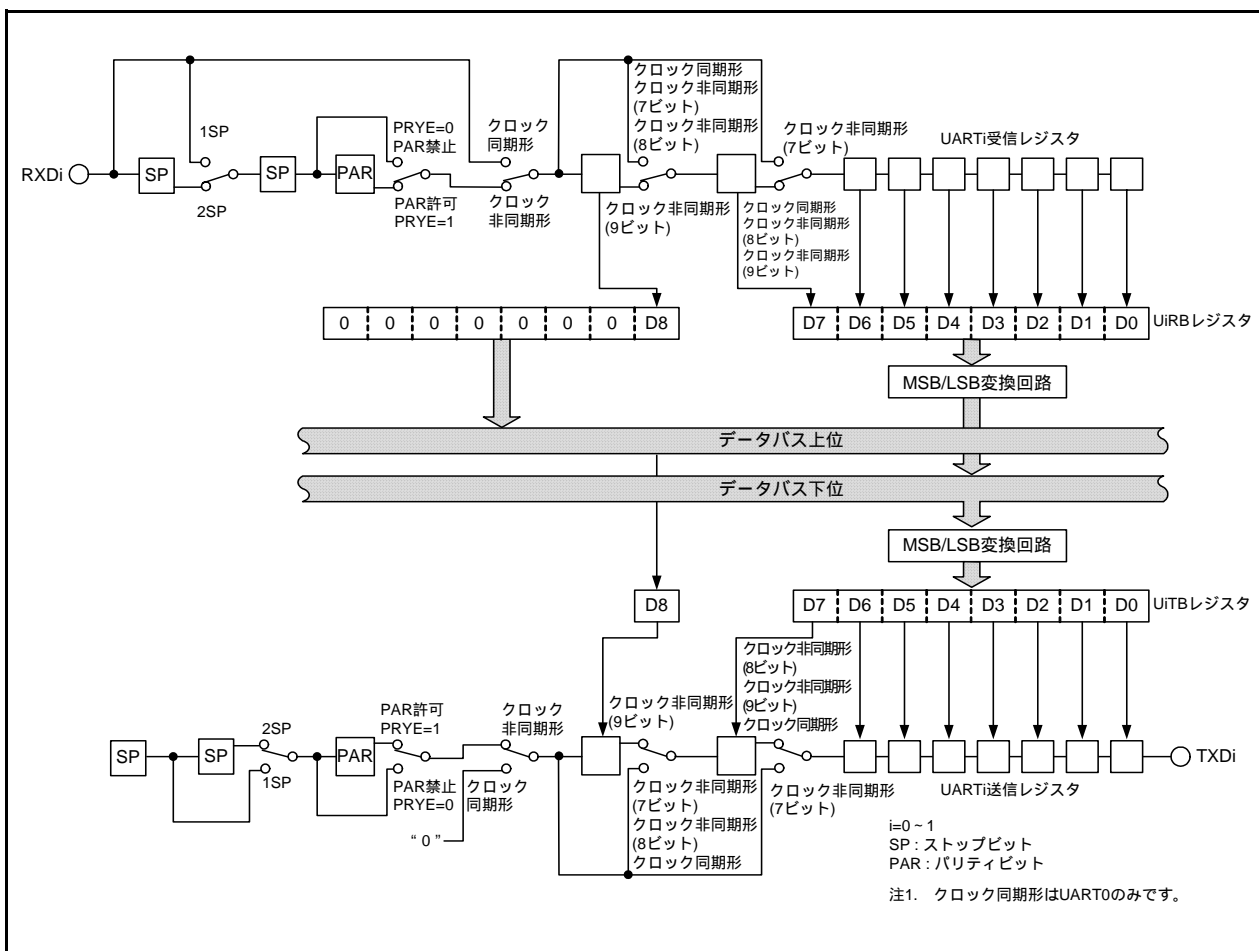 クロック同期形
クロック非同期形
(7ビット)
クロック非同期形
(8ビット)
1SP
PRYE=0
PAR禁止
クロック
同期形
クロック非同期形
(7ビット)
UARTi受信レジスタ
RXDi
SP
SP
PAR
2SP
PAR許可
PRYE=1
クロック
非同期形
クロック非同期形
(9ビット)
クロック同期形
クロック非同期形
(8ビット)
クロック非同期形
(9ビット)
0 0 0 0 0 0 0 D8
D7 D6 D5 D4 D3 D2 D1 D0
UiRBレジスタ
MSB/LSB変換回路
データバス上位
データバス下位
MSB/LSB変換回路
D8
D7 D6 D5 D4 D3 D2 D1 D0
UiTBレジスタ
クロック非同期形
(8ビット)
クロック非同期形
(9ビット)
クロック同期形
クロック非同期形
(9ビット)
2SP
PAR許可
PRYE=1
クロック
非同期形
SP
SP
PAR
TXDi
1SP
PAR禁止
PRYE=0
クロック
同期形
“0”
クロック非同期形
(7ビット)
クロック非同期形
(8ビット)
クロック同期形
クロック非同期形
(7ビット)
UARTi送信レジスタ
i=0~1
SP : ストップビット
PAR : パリティビット
注1. クロック同期形はUART0のみです。